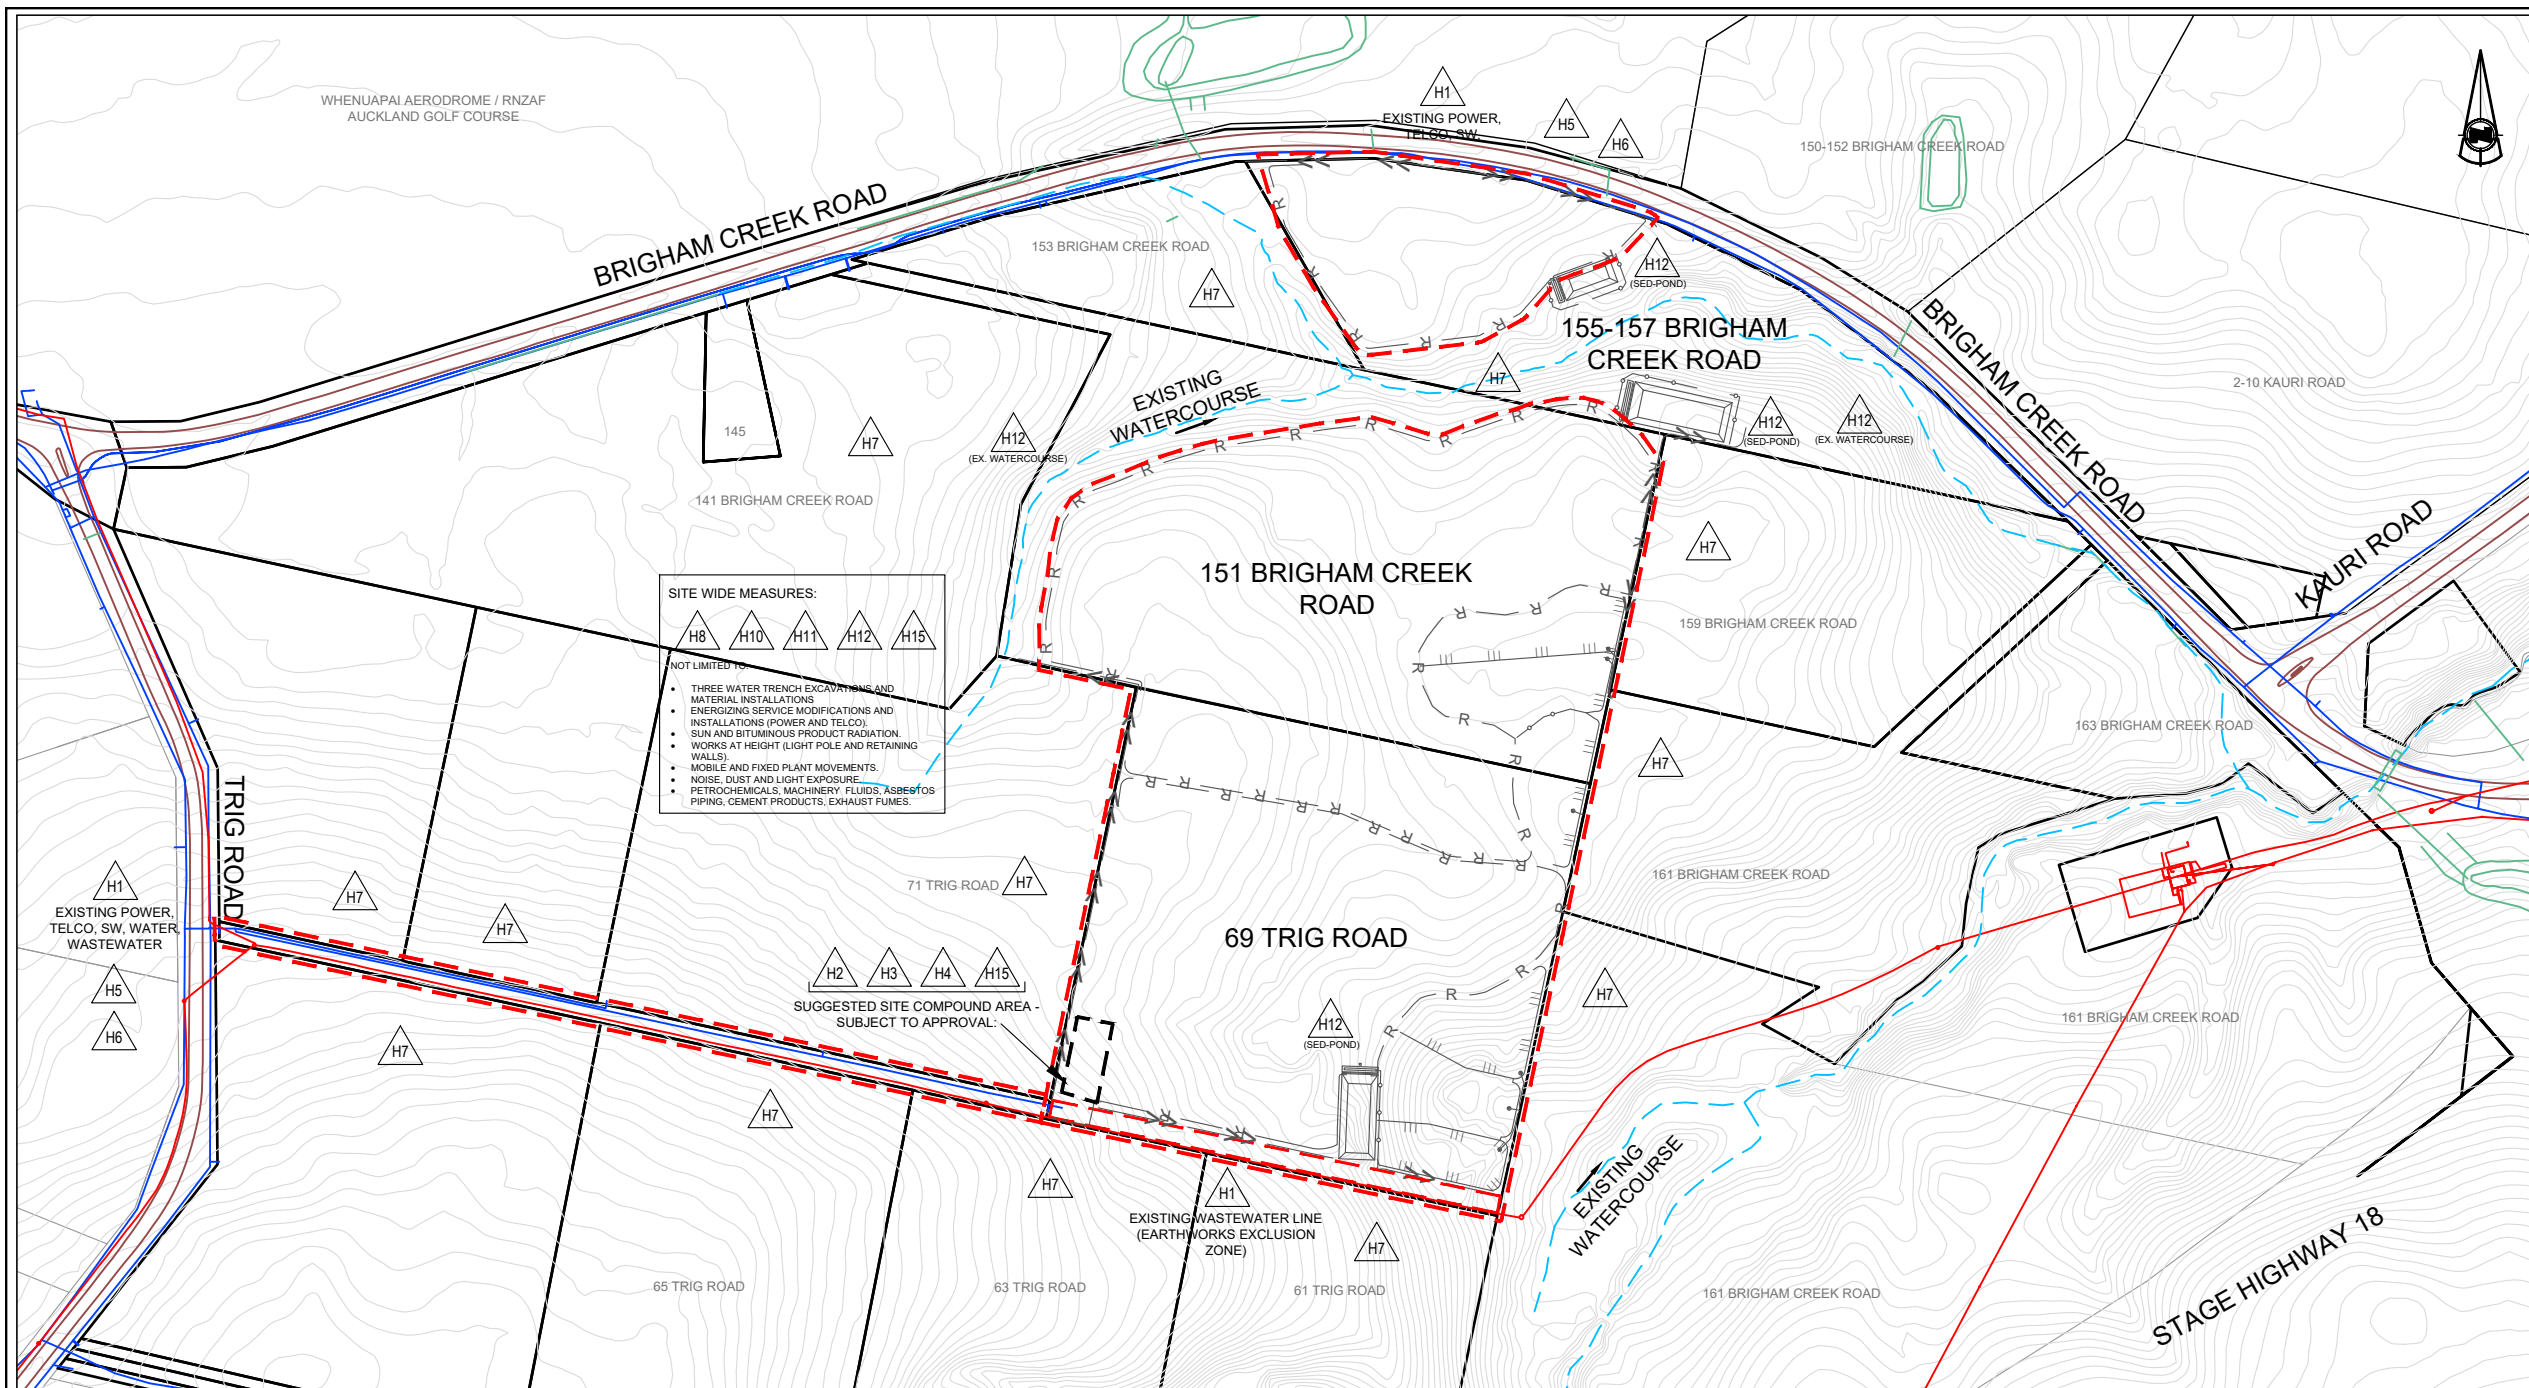 WHENUAPAI AERODROME / RNZAF
AUCKLAND GOLF COURSE
H1
EXISTING POWER,
TELCO, SW,
H5
H6
150-152 BRIGHAM CREEK ROAD
BRIGHAM CREEK ROAD
153 BRIGHAM CREEK ROAD
H7
H12
(SED-POND)
155-157 BRIGHAM
CREEK ROAD
BRIGHAM CREEK ROAD
2-10 KAURI ROAD
H7
EXISTING
WATERCOURSE
145
H7
H12
(EX. WATERCOURSE)
H12
(SED-POND)
H12
(EX. WATERCOURSE)
141 BRIGHAM CREEK ROAD
H7
KAURI ROAD
151 BRIGHAM CREEK
ROAD
159 BRIGHAM CREEK ROAD
SITE WIDE MEASURES:
H8
H10
H11
H12
H15
NOT LIMITED TO:
• THREE WATER TRENCH EXCAVATIONS AND
MATERIAL INSTALLATIONS
• ENERGIZING SERVICE MODIFICATIONS AND
INSTALLATIONS (POWER AND TELCO).
• SUN AND BITUMINOUS PRODUCT RADIATION.
• WORKS AT HEIGHT (LIGHT POLE AND RETAINING
WALLS).
• MOBILE AND FIXED PLANT MOVEMENTS.
• NOISE, DUST AND LIGHT EXPOSURE.
• PETROCHEMICALS, MACHINERY FLUIDS, ASBESTOS
PIPING, CEMENT PRODUCTS, EXHAUST FUMES.
163 BRIGHAM CREEK ROAD
H7
TRIG ROAD
H1
EXISTING POWER,
TELCO, SW, WATER,
WASTEWATER
H5
H6
H7
H7
71 TRIG ROAD
H7
161 BRIGHAM CREEK ROAD
69 TRIG ROAD
H2
H3
H4
H15
SUGGESTED SITE COMPOUND AREA -
SUBJECT TO APPROVAL:
H7
H12
(SED-POND)
H7
161 BRIGHAM CREEK ROAD
H7
H7
H1
EXISTING WASTEWATER LINE
(EARTHWORKS EXCLUSION
ZONE)
H7
EXISTING
WATERCOURSE
65 TRIG ROAD
63 TRIG ROAD
61 TRIG ROAD
161 BRIGHAM CREEK ROAD
STAGE HIGHWAY 18